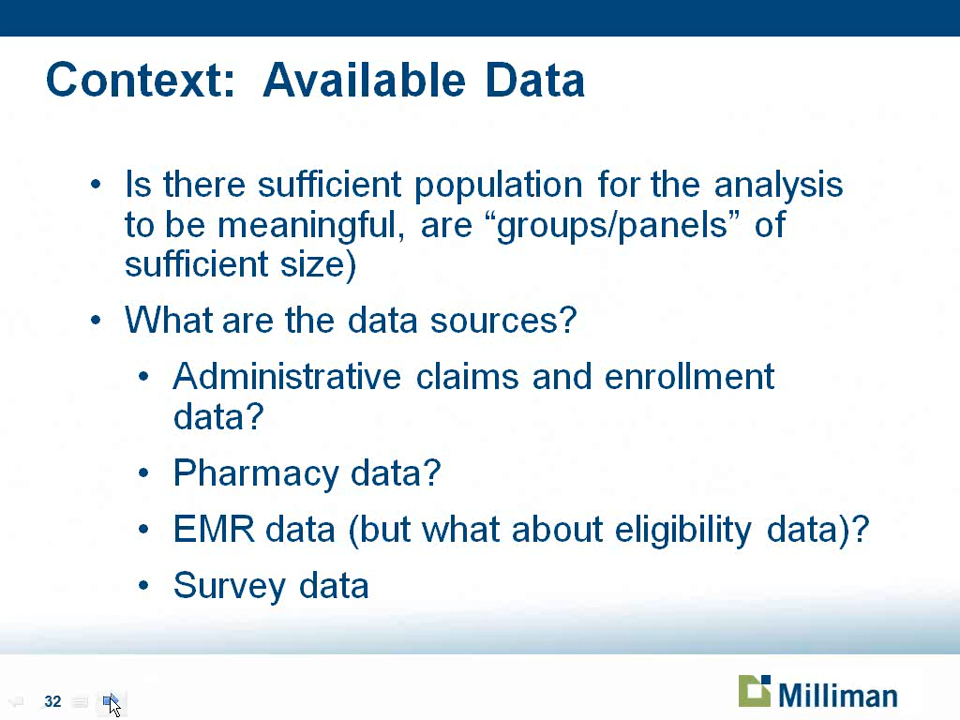 Context: Available Data
• Is there sufficient population for the analysis
to be meaningful, are “groups/panels” of
sufficient size)
• What are the data sources?
• Administrative claims and enrollment
data?
• Pharmacy data?
• EMR data (but what about eligibility data)?
• Survey data
32
Milliman